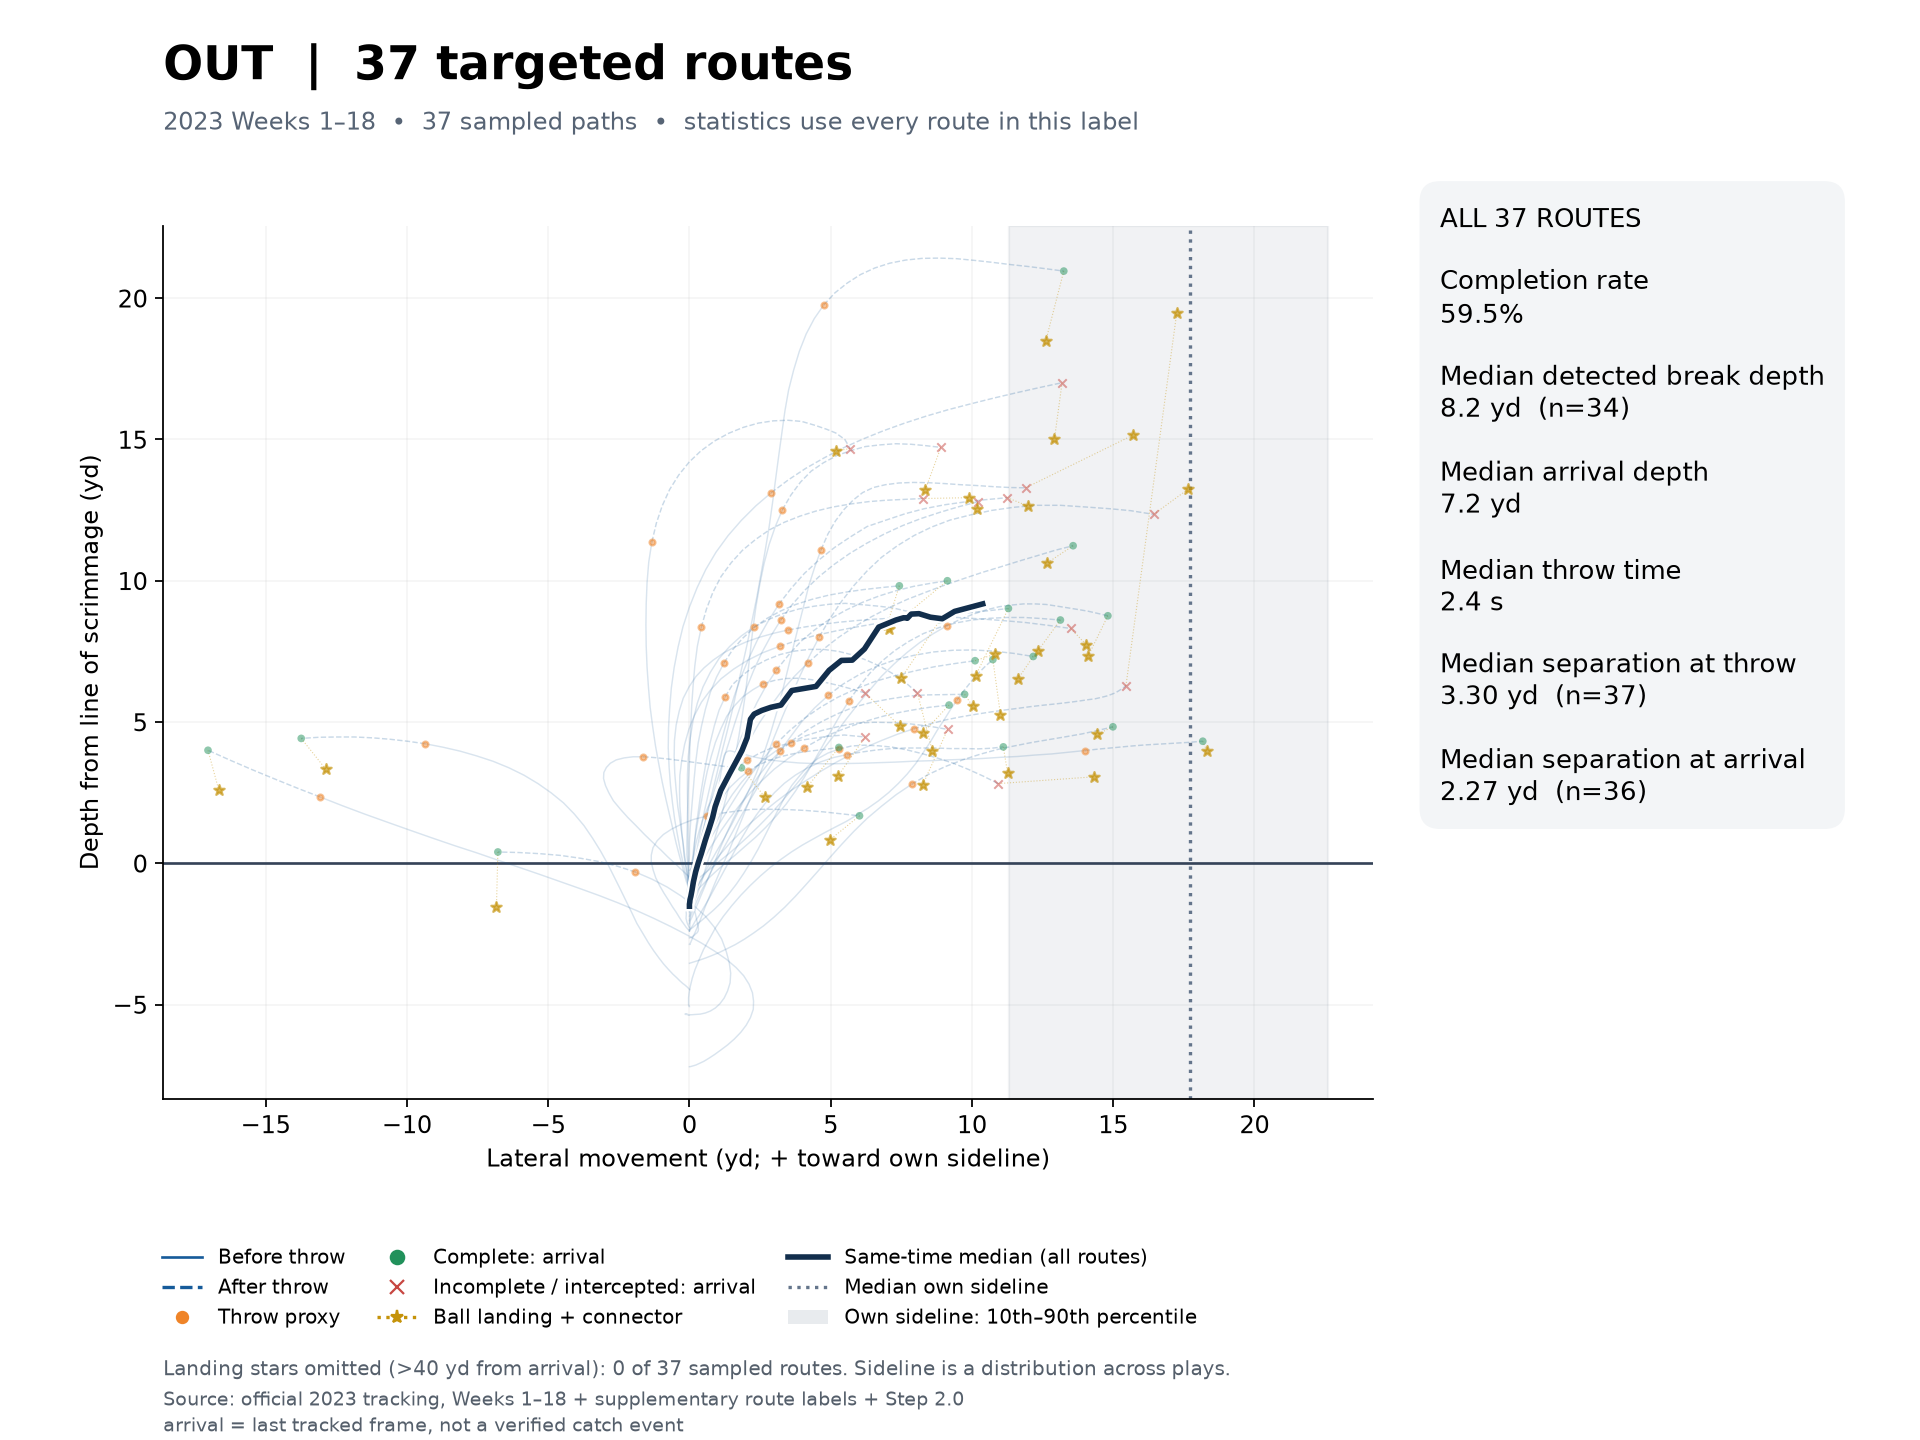 OUT | 37 targeted routes
2023 Weeks 1–18 • 37 sampled paths • statistics use every route in this label
ALL 37 ROUTES
Completion rate
59.5%
Median detected break depth
8.2 yd (n=34)
Median arrival depth
7.2 yd
Median throw time
2.4 s
Median separation at throw
3.30 yd (n=37)
Median separation at arrival
2.27 yd (n=36)
Depth from line of scrimmage (yd)
20
15
10
5
0
−5
−15
−10
−5
0
5
10
15
20
Lateral movement (yd; + toward own sideline)
Before throw
After throw
Throw proxy
Complete: arrival
Incomplete / intercepted: arrival
Ball landing + connector
Same-time median (all routes)
Median own sideline
Own sideline: 10th–90th percentile
Landing stars omitted (>40 yd from arrival): 0 of 37 sampled routes. Sideline is a distribution across plays.
Source: official 2023 tracking, Weeks 1–18 + supplementary route labels + Step 2.0
arrival = last tracked frame, not a verified catch event